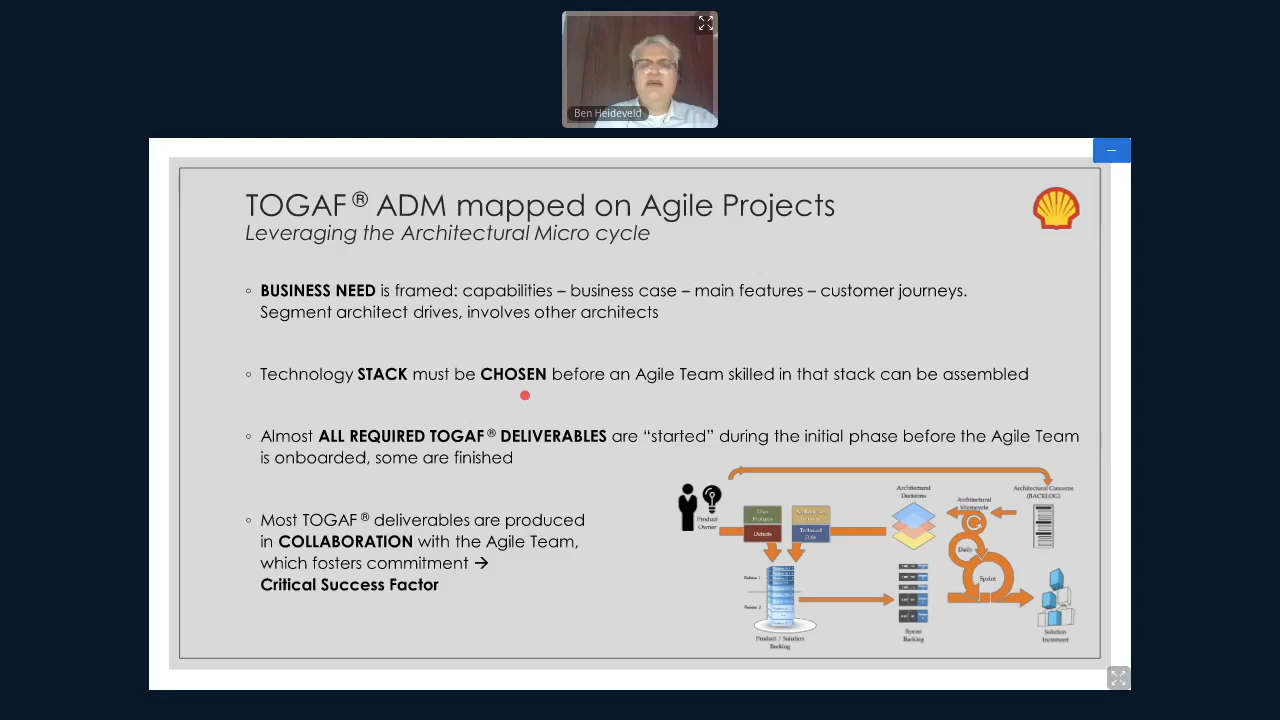 Ben Heideveld
TOGAF® ADM mapped on Agile Projects
Leveraging the Architectural Micro cycle
◦ BUSINESS NEED is framed: capabilities – business case – main features – customer journeys.
Segment architect drives, involves other architects
◦ Technology STACK must be CHOSEN before an Agile Team skilled in that stack can be assembled
◦ Almost ALL REQUIRED TOGAF® DELIVERABLES are “started” during the initial phase before the Agile Team
is onboarded, some are finished
◦ Most TOGAF® deliverables are produced
in COLLABORATION with the Agile Team,
which fosters commitment →
Critical Success Factor
Product
Owner
User
Features
Defects
Technical
Debt
Architectural
Decisions
Architectural
Microcycle
Architectural Concerns
(BACKLOG)
Daily
Sprint
Release 1
Release 2
Product / Solution
Backlog
Sprint
Backlog
Solution
Increment